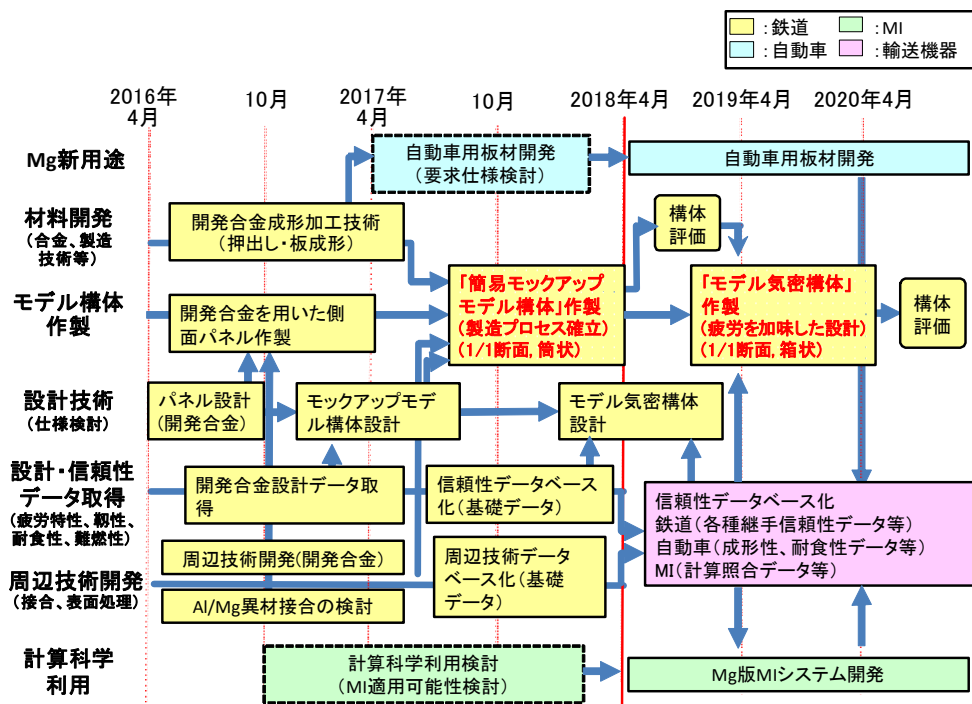 ：鉄道
：MI
：自動車
：輸送機器
2016年
4月
10月
2017年
4月
10月
2018年4月
2019年4月
2020年4月
Mg新用途
自動車用板材開発
（要求仕様検討）
自動車用板材開発
材料開発
（合金、製造
技術等）
開発合金成形加工技術
（押出し・板成形）
構体
評価
モデル構体
作製
開発合金を用いた側
面パネル作製
「簡易モックアップ
モデル構体」作製
(製造プロセス確立)
(1/1断面, 筒状)
「モデル気密構体」
作製
(疲労を加味した設計)
(1/1断面, 箱状)
構体
評価
設計技術
（仕様検討）
パネル設計
(開発合金)
モックアップモデ
ル構体設計
モデル気密構体
設計
設計・信頼性
データ取得
（疲労特性、靭性、
耐食性、難燃性）
開発合金設計データ取
得
信頼性データベース
化（基礎データ）
信頼性データベース化
鉄道（各種継手信頼性データ等）
自動車（成形性、耐食性データ等）
MI（計算照合データ等）
周辺技術開発
（接合、表面処理）
周辺技術開発(開発合金)
Al/Mg異材接合の検討
周辺技術データ
ベース化（基礎
データ）
計算科学
利用
計算科学利用検討
（MI適用可能性検討）
Mg版MIシステム開発